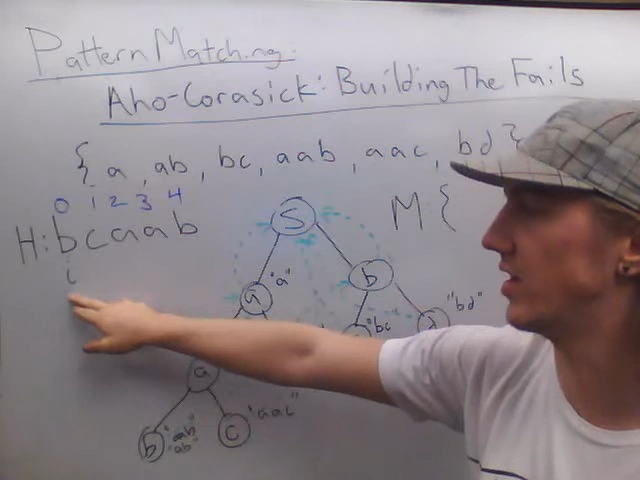 Pattern Matching:
Aho-Corasick: Building The Fails
{ a, ab, bc, aab, aac, bd }
0 1 2 3 4
H: b c a a b
i
M: {
S
a "a"
b
"bc"
d "bd"
a
b "aab"
"ab"
c "aac"